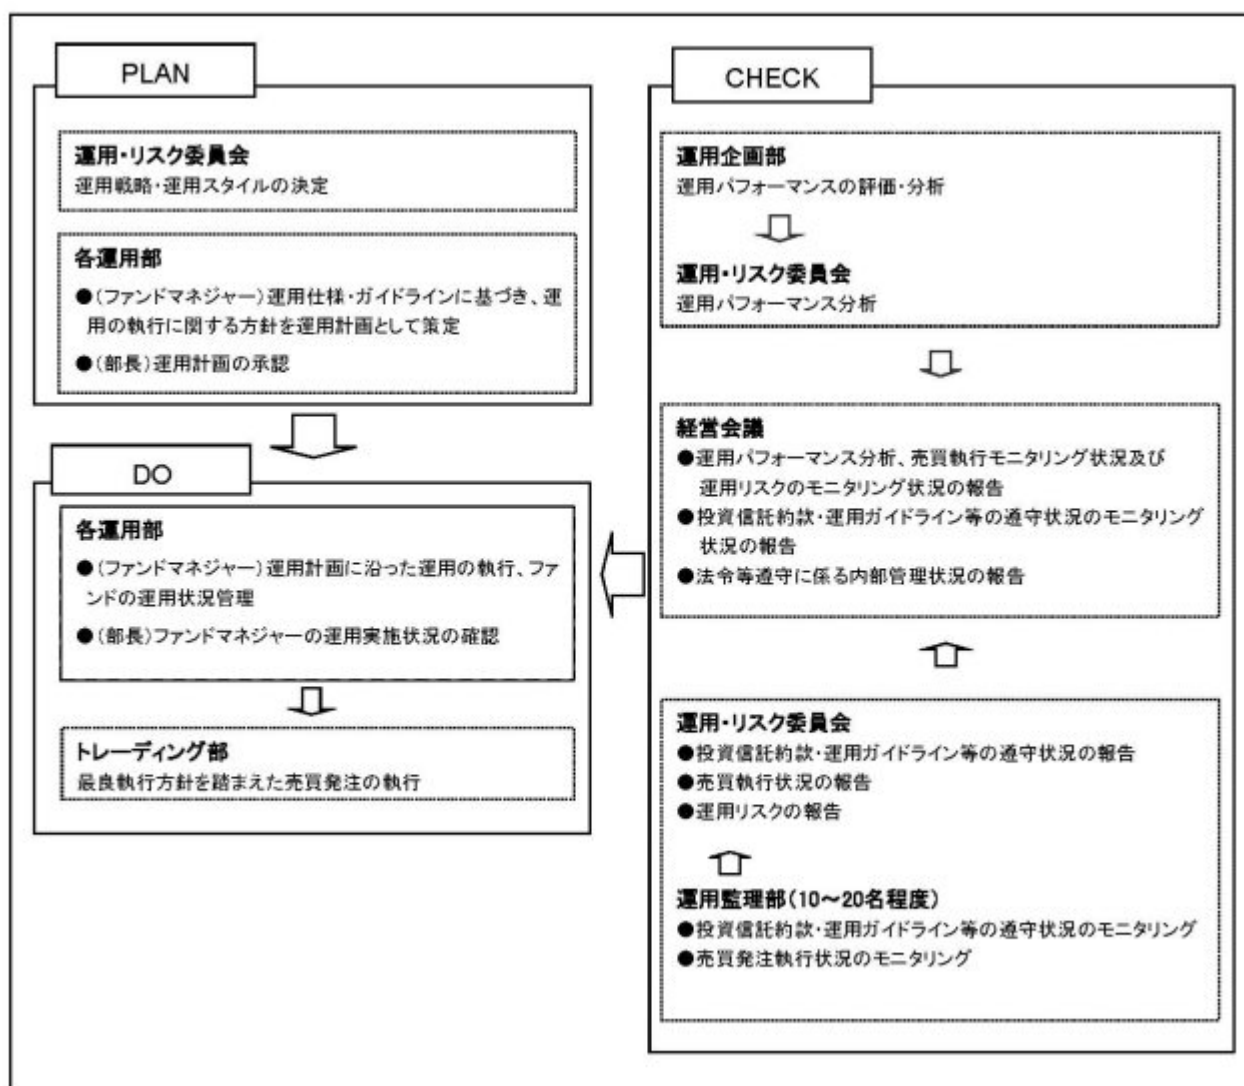 PLAN
運用・リスク委員会
運用戦略・運用スタイルの決定
各運用部
●(ファンドマネジャー)運用仕様・ガイドラインに基づき、運
用の執行に関する方針を運用計画として策定
●(部長)運用計画の承認
DO
各運用部
●(ファンドマネジャー)運用計画に沿った運用の執行、ファ
ンドの運用状況管理
●(部長)ファンドマネジャーの運用実施状況の確認
トレーディング部
最良執行方針を踏まえた売買発注の執行
CHECK
運用企画部
運用パフォーマンスの評価・分析
運用・リスク委員会
運用パフォーマンス分析
経営会議
●運用パフォーマンス分析、売買執行モニタリング状況及び
運用リスクのモニタリング状況の報告
●投資信託約款・運用ガイドライン等の遵守状況のモニタリング
状況の報告
●法令等遵守に係る内部管理状況の報告
運用・リスク委員会
●投資信託約款・運用ガイドライン等の遵守状況の報告
●売買執行状況の報告
●運用リスクの報告
運用監理部(10～20名程度)
●投資信託約款・運用ガイドライン等の遵守状況のモニタリング
●売買発注執行状況のモニタリング